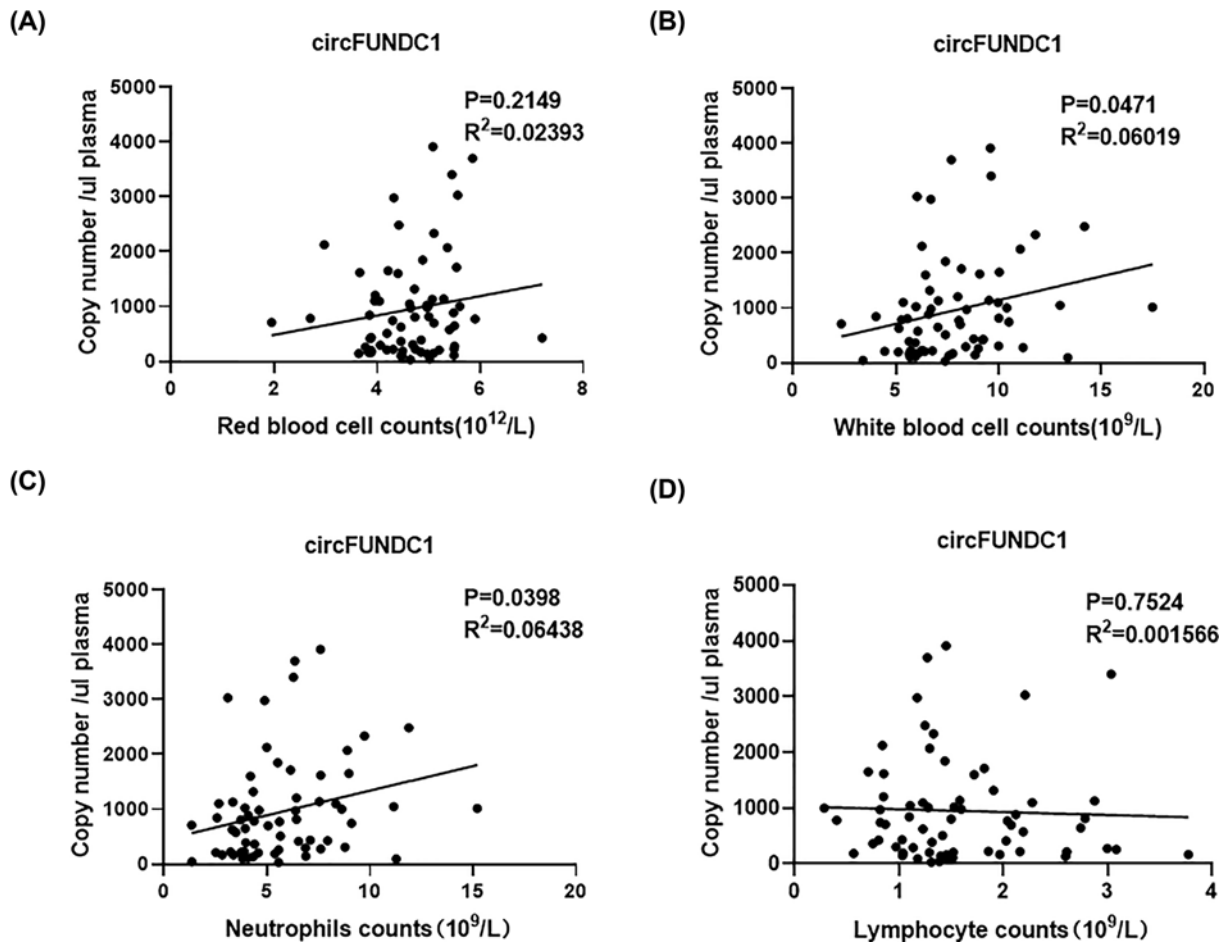 (A)
circFUNDC1
P=0.2149
R²=0.02393
Copy number /ul plasma
5000
4000
3000
2000
1000
0
0 2 4 6 8
Red blood cell counts(10¹²/L)
(B)
circFUNDC1
P=0.0471
R²=0.06019
Copy number /ul plasma
5000
4000
3000
2000
1000
0
0 5 10 15 20
White blood cell counts(10⁹/L)
(C)
circFUNDC1
P=0.0398
R²=0.06438
Copy number /ul plasma
5000
4000
3000
2000
1000
0
0 5 10 15 20
Neutrophils counts (10⁹/L)
(D)
circFUNDC1
P=0.7524
R²=0.001566
Copy number /ul plasma
5000
4000
3000
2000
1000
0
0 1 2 3 4
Lymphocyte counts (10⁹/L)